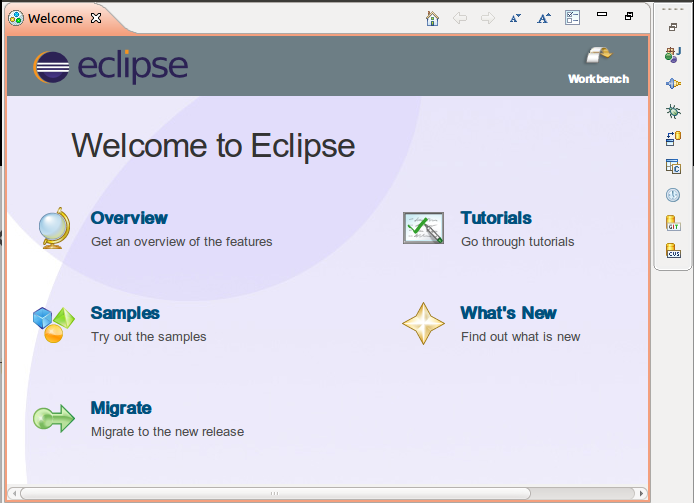 Welcome
eclipse
Workbench
Welcome to Eclipse
Overview
Get an overview of the features
Tutorials
Go through tutorials
Samples
Try out the samples
What's New
Find out what is new
Migrate
Migrate to the new release
J
A
A
C
GIT
CVS